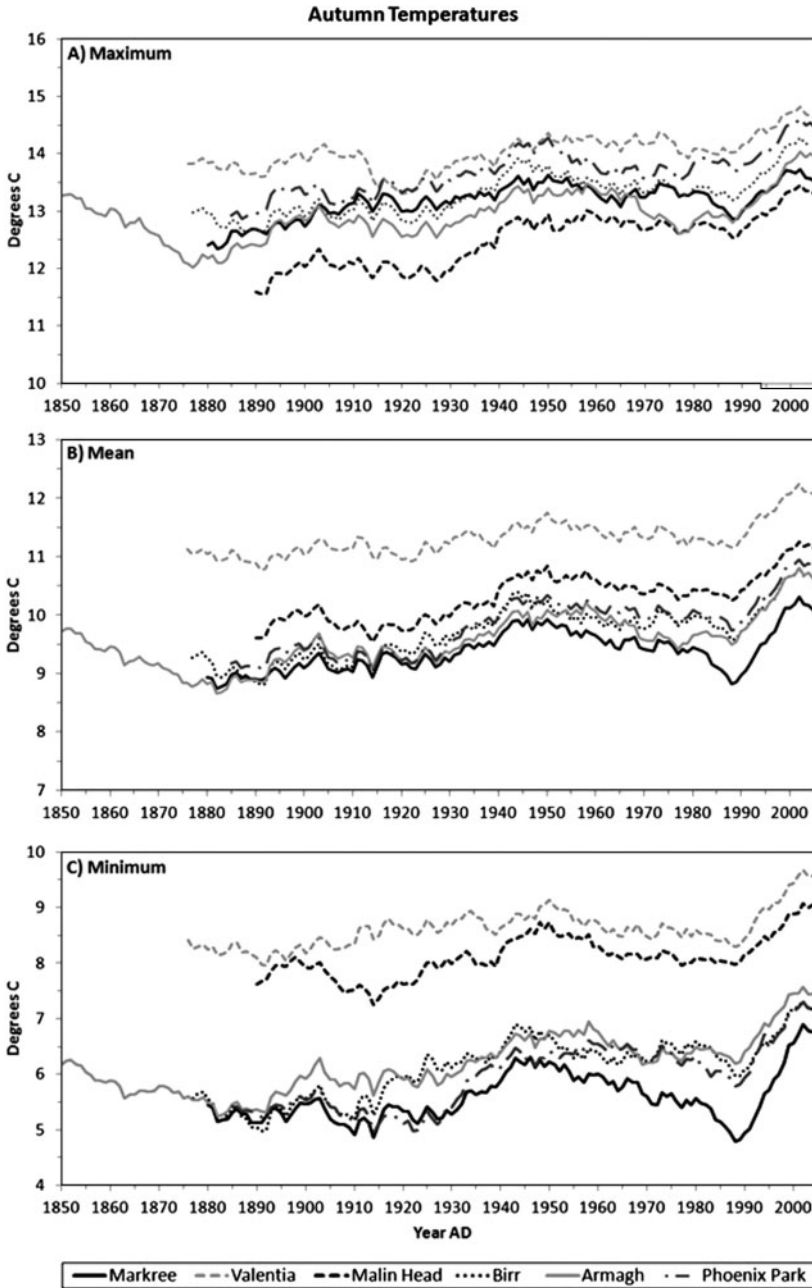 Autumn Temperatures
A) Maximum
16
15
14
13
12
11
10
Degrees C
1850 1860 1870 1880 1890 1900 1910 1920 1930 1940 1950 1960 1970 1980 1990 2000
B) Mean
13
12
11
10
9
8
7
Degrees C
1850 1860 1870 1880 1890 1900 1910 1920 1930 1940 1950 1960 1970 1980 1990 2000
C) Minimum
10
9
8
7
6
5
4
Degrees C
1850 1860 1870 1880 1890 1900 1910 1920 1930 1940 1950 1960 1970 1980 1990 2000
Year AD
Markree Valentia Malin Head Birr Armagh Phoenix Park